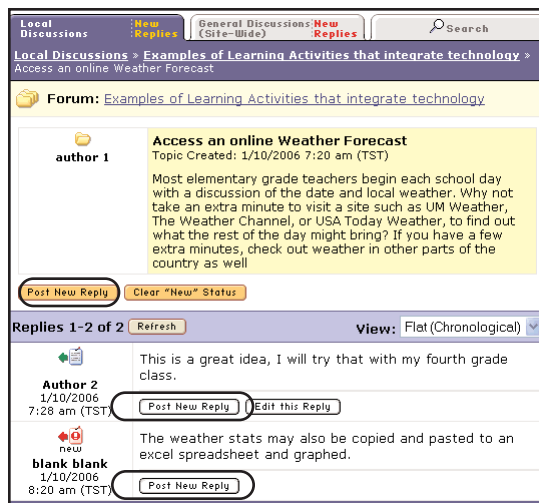 Local Discussions New Replies General Discussions (Site-Wide) New Replies Search
Local Discussions » Examples of Learning Activities that integrate technology »
Access an online Weather Forecast
Forum: Examples of Learning Activities that integrate technology
author 1
Access an online Weather Forecast
Topic Created: 1/10/2006 7:20 am (TST)
Most elementary grade teachers begin each school day
with a discussion of the date and local weather. Why not
take an extra minute to visit a site such as UM Weather,
The Weather Channel, or USA Today Weather, to find out
what the rest of the day might bring? If you have a few
extra minutes, check out weather in other parts of the
country as well
Post New Reply Clear "New" Status
Replies 1-2 of 2 Refresh View: Flat (Chronological)
Author 2
1/10/2006
7:28 am (TST)
This is a great idea, I will try that with my fourth grade
class.
Post New Reply Edit this Reply
new
blank blank
1/10/2006
8:20 am (TST)
The weather stats may also be copied and pasted to an
excel spreadsheet and graphed.
Post New Reply